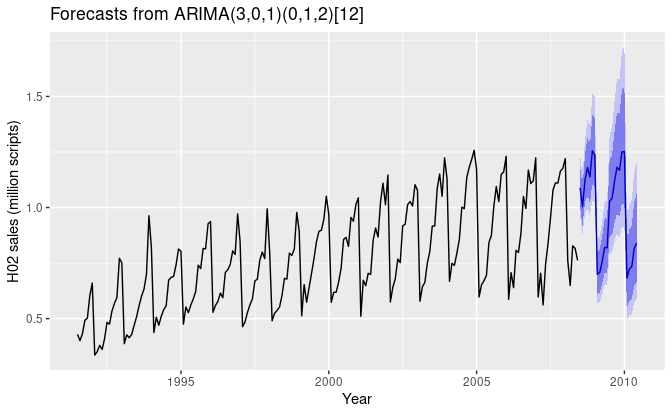 Forecasts from ARIMA(3,0,1)(0,1,2)[12]
H02 sales (million scripts)
1.5
1.0
0.5
1995
2000
2005
2010
Year